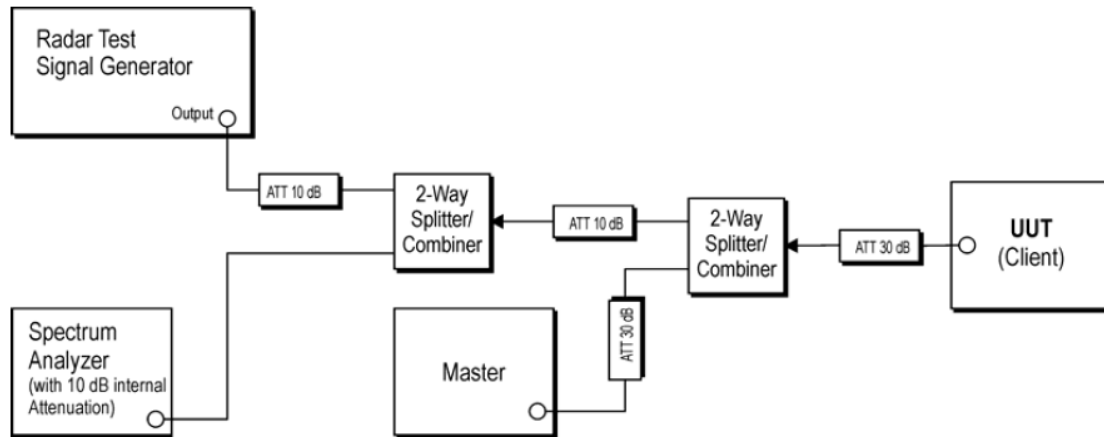 Radar Test
Signal Generator
Output
ATT 10 dB
2-Way
Splitter/
Combiner
ATT 10 dB
2-Way
Splitter/
Combiner
ATT 30 dB
UUT
(Client)
Spectrum
Analyzer
(with 10 dB internal
Attenuation)
Master
ATT 30 dB